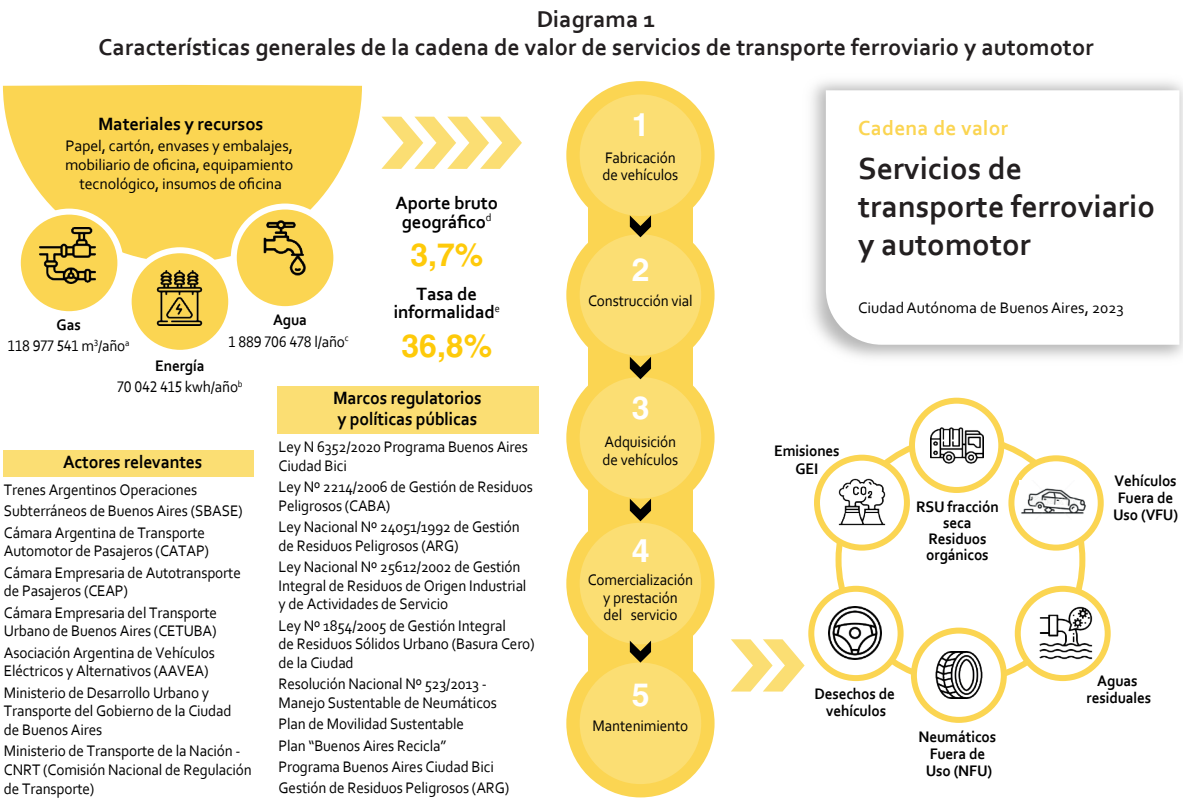 Diagrama 1
Características generales de la cadena de valor de servicios de transporte ferroviario y automotor
Materiales y recursos
Papel, cartón, envases y embalajes,
mobiliario de oficina, equipamiento
tecnológico, insumos de oficina
Gas
118 977 541 m³/añoᵃ
Energía
70 042 415 kwh/añoᵇ
Agua
1 889 706 478 l/añoᶜ
Aporte bruto
geográficoᵈ
3,7%
Tasa de
informalidadᵉ
36,8%
Actores relevantes
Trenes Argentinos Operaciones
Subterráneos de Buenos Aires (SBASE)
Cámara Argentina de Transporte
Automotor de Pasajeros (CATAP)
Cámara Empresaria de Autotransporte
de Pasajeros (CEAP)
Cámara Empresaria del Transporte
Urbano de Buenos Aires (CETUBA)
Asociación Argentina de Vehículos
Eléctricos y Alternativos (AAVEA)
Ministerio de Desarrollo Urbano y
Transporte del Gobierno de la Ciudad
de Buenos Aires
Ministerio de Transporte de la Nación -
CNRT (Comisión Nacional de Regulación
de Transporte)
Marcos regulatorios
y políticas públicas
Ley N 6352/2020 Programa Buenos Aires
Ciudad Bici
Ley Nº 2214/2006 de Gestión de Residuos
Peligrosos (CABA)
Ley Nacional Nº 24051/1992 de Gestión
de Residuos Peligrosos (ARG)
Ley Nacional Nº 25612/2002 de Gestión
Integral de Residuos de Origen Industrial
y de Actividades de Servicio
Ley Nº 1854/2005 de Gestión Integral
de Residuos Sólidos Urbano (Basura Cero)
de la Ciudad
Resolución Nacional Nº 523/2013 -
Manejo Sustentable de Neumáticos
Plan de Movilidad Sustentable
Plan "Buenos Aires Recicla"
Programa Buenos Aires Ciudad Bici
Gestión de Residuos Peligrosos (ARG)
1
Fabricación
de vehículos
2
Construcción vial
3
Adquisición
de vehículos
4
Comercialización
y prestación
del servicio
5
Mantenimiento
Cadena de valor
Servicios de
transporte ferroviario
y automotor
Ciudad Autónoma de Buenos Aires, 2023
Emisiones
GEI
CO₂
RSU fracción
seca
Residuos
orgánicos
Vehículos
Fuera de
Uso (VFU)
Aguas
residuales
Neumáticos
Fuera de
Uso (NFU)
Desechos de
vehículos